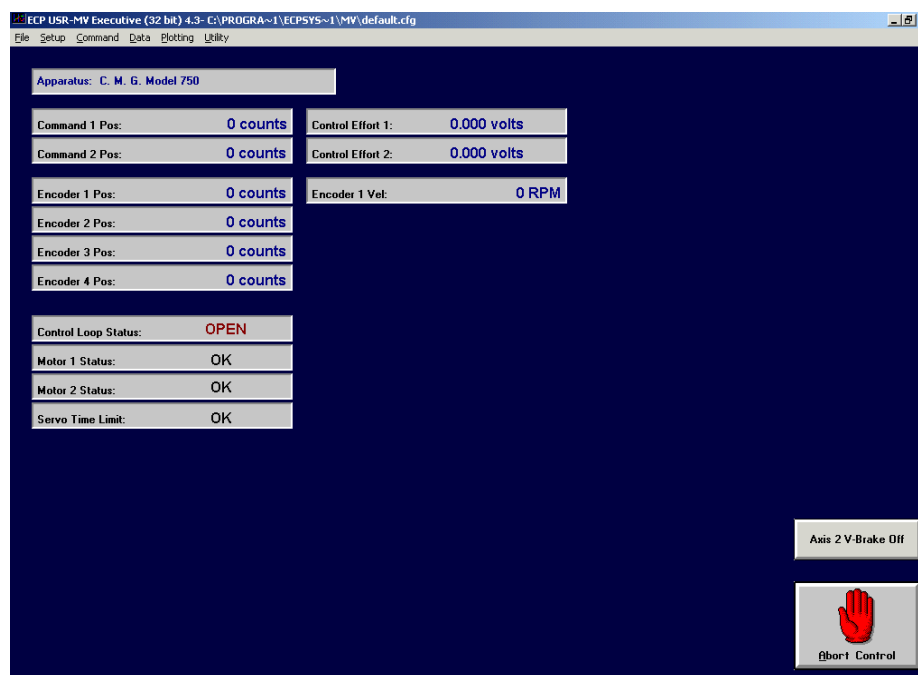 ECP USR-MV Executive (32 bit) 4.3- C:\PROGRA~1\ECPSYS~1\MV\default.cfg
File Setup Command Data Plotting Utility
Apparatus: C. M. G. Model 750
Command 1 Pos: 0 counts Control Effort 1: 0.000 volts
Command 2 Pos: 0 counts Control Effort 2: 0.000 volts
Encoder 1 Pos: 0 counts Encoder 1 Vel: 0 RPM
Encoder 2 Pos: 0 counts
Encoder 3 Pos: 0 counts
Encoder 4 Pos: 0 counts
Control Loop Status: OPEN
Motor 1 Status: OK
Motor 2 Status: OK
Servo Time Limit: OK
Axis 2 V-Brake Off
Abort Control